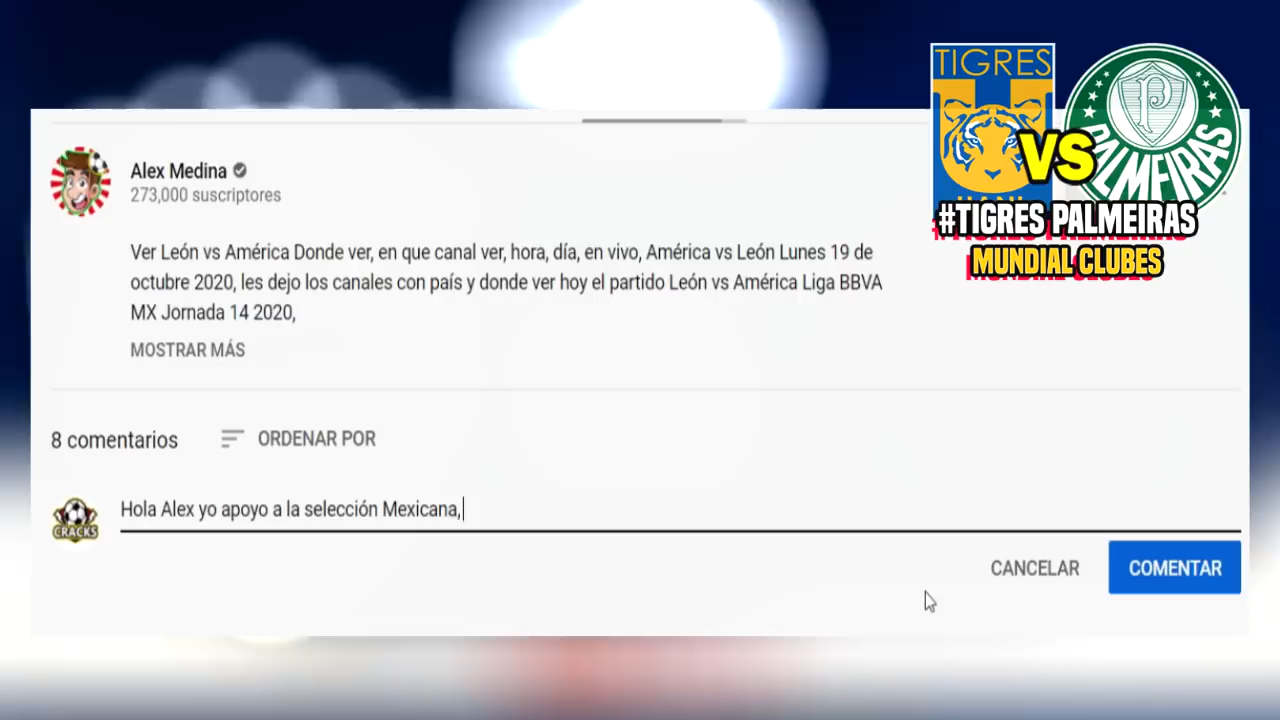 TIGRES
PALMEIRAS
VS
#TIGRES PALMEIRAS
MUNDIAL CLUBES
Alex Medina
273,000 suscriptores
Ver León vs América Donde ver, en que canal ver, hora, día, en vivo, América vs León Lunes 19 de
octubre 2020, les dejo los canales con país y donde ver hoy el partido León vs América Liga BBVA
MX Jornada 14 2020,
MOSTRAR MÁS
8 comentarios
ORDENAR POR
CRACKS
Hola Alex yo apoyo a la selección Mexicana,
CANCELAR
COMENTAR